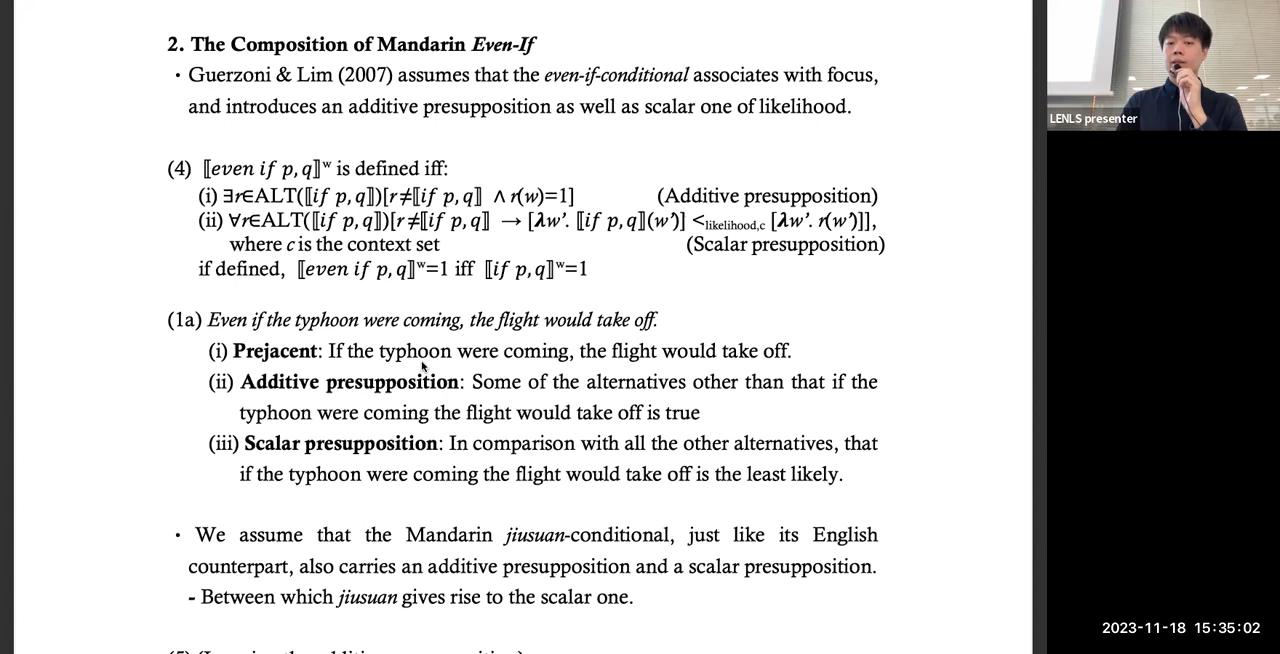 2. The Composition of Mandarin Even-If
· Guerzoni & Lim (2007) assumes that the even-if-conditional associates with focus,
and introduces an additive presupposition as well as scalar one of likelihood.
(4) ⟦even if p, q⟧ʷ is defined iff:
(i) ∃r∈ALT(⟦if p, q⟧)[r≠⟦if p, q⟧ ∧ r(w)=1] (Additive presupposition)
(ii) ∀r∈ALT(⟦if p, q⟧)[r≠⟦if p, q⟧ → [λw’. ⟦if p, q⟧(w’)] <likelihood,c [λw’. r(w’)]],
where c is the context set (Scalar presupposition)
if defined, ⟦even if p, q⟧ʷ=1 iff ⟦if p, q⟧ʷ=1
(1a) Even if the typhoon were coming, the flight would take off.
(i) Prejacent: If the typhoon were coming, the flight would take off.
(ii) Additive presupposition: Some of the alternatives other than that if the
typhoon were coming the flight would take off is true
(iii) Scalar presupposition: In comparison with all the other alternatives, that
if the typhoon were coming the flight would take off is the least likely.
· We assume that the Mandarin jiusuan-conditional, just like its English
counterpart, also carries an additive presupposition and a scalar presupposition.
- Between which jiusuan gives rise to the scalar one.
LENLS presenter
2023-11-18 15:35:02